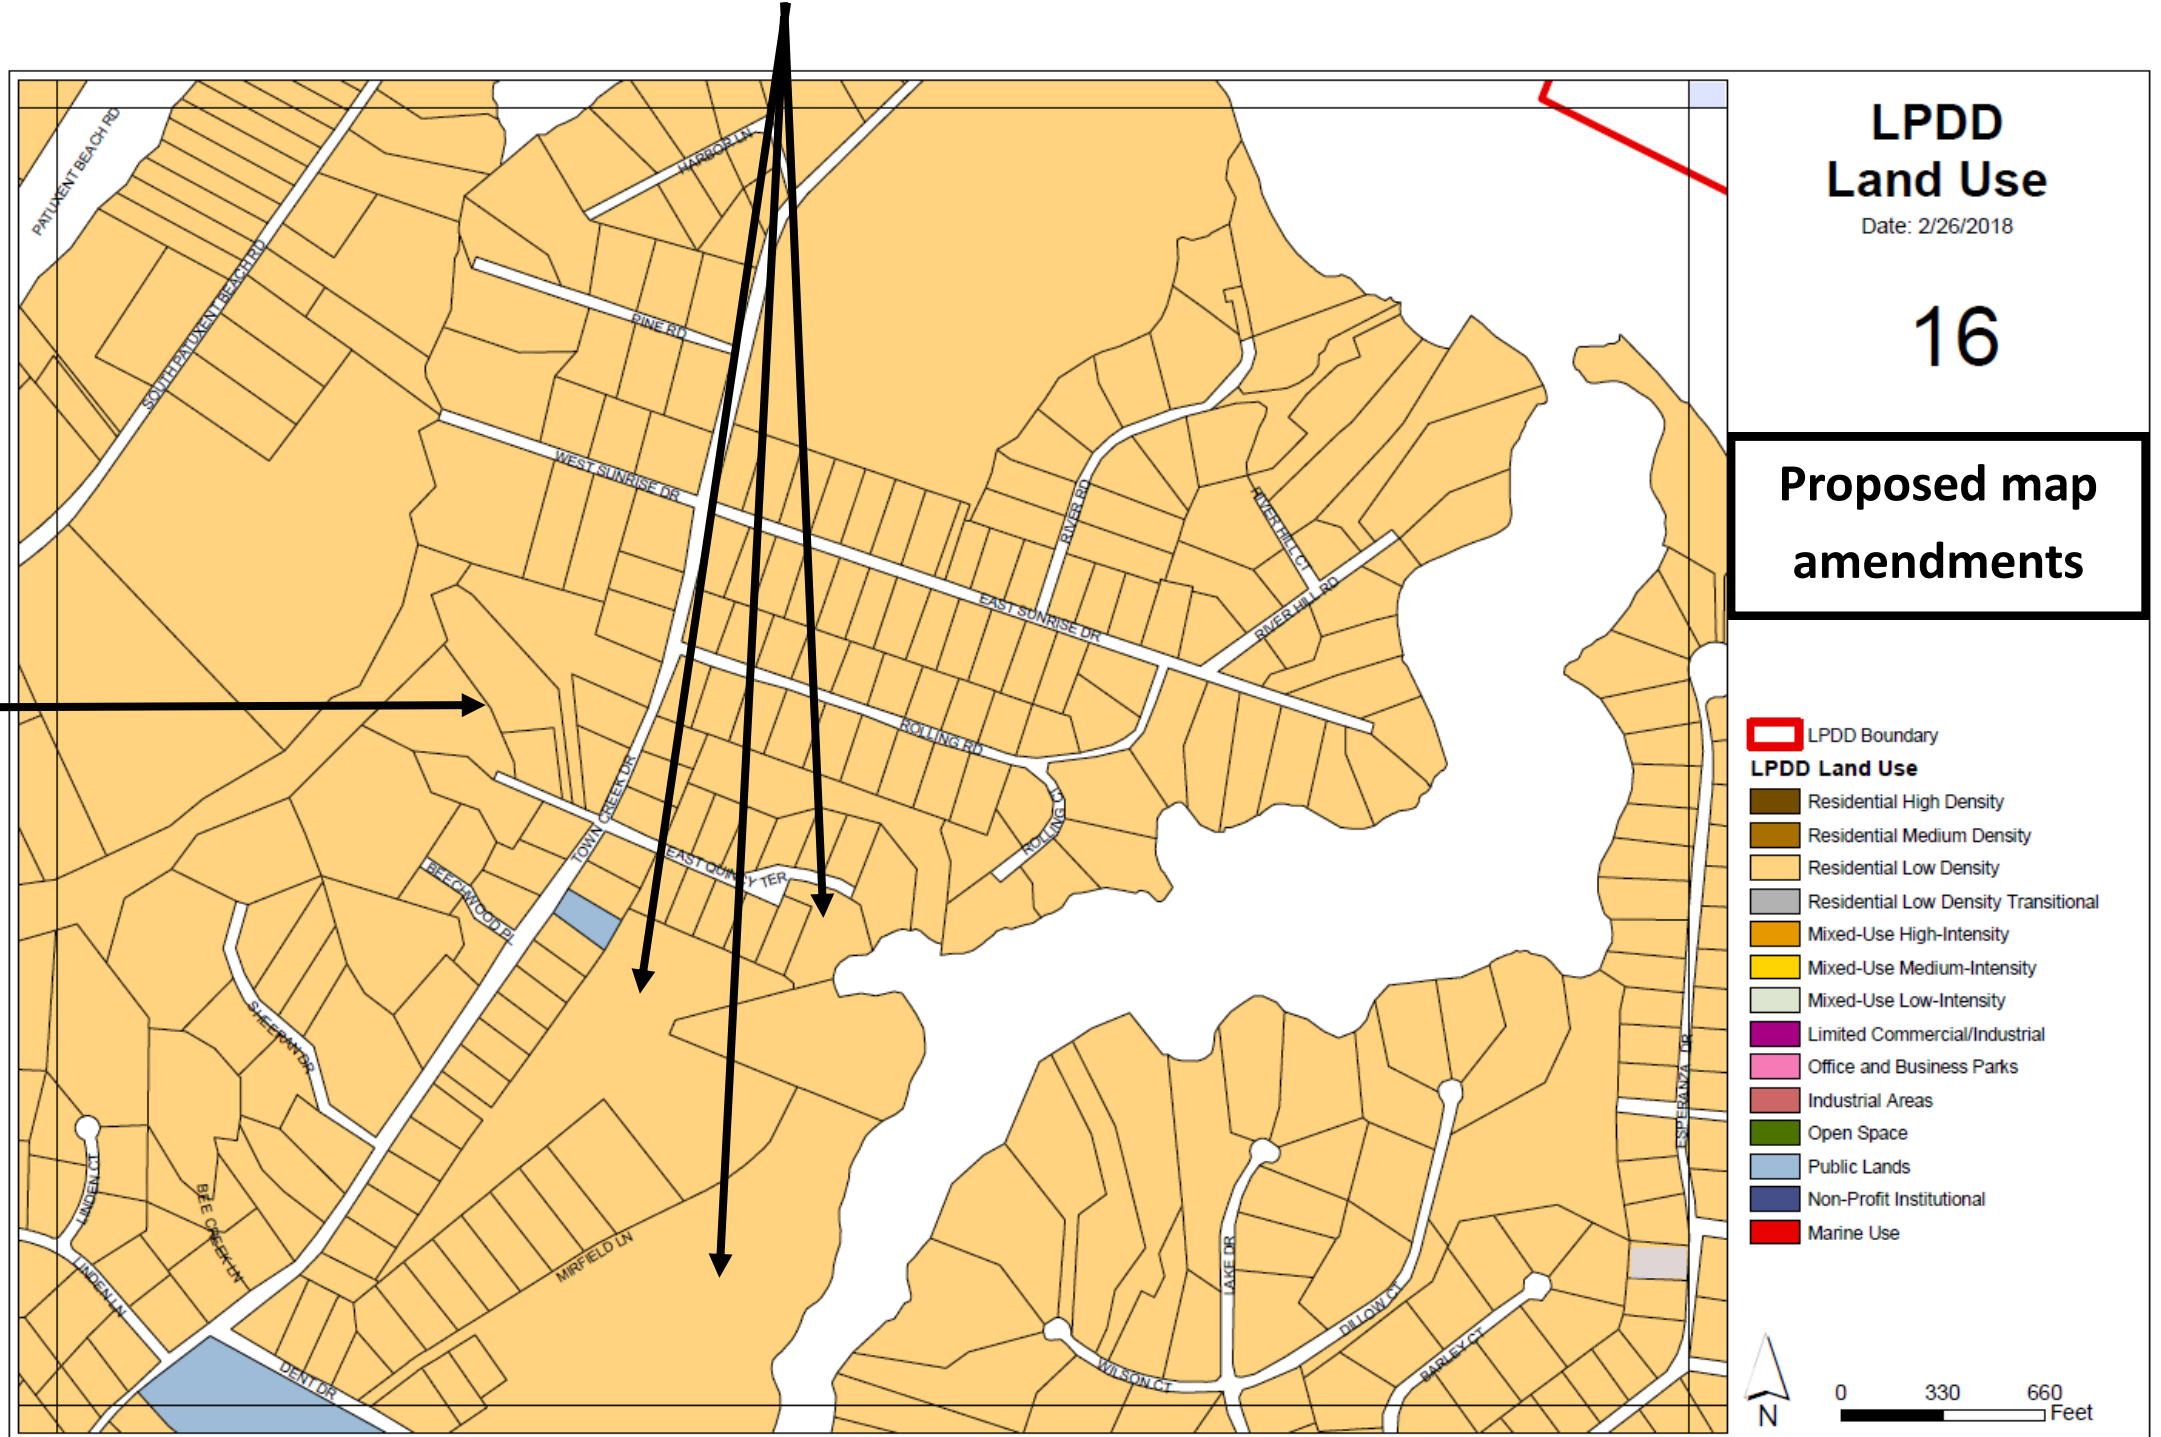 PATUXENT BEACH RD
SOUTH PATUXENT BEACH RD
HARBOR LN
PINE RD
WEST SUNRISE DR
EAST SUNRISE DR
RIVER RD
RIVER HILL CT
RIVER HILL RD
ROLLING RD
ROLLING CT
TOWN CREEK DR
EAST QUINCY TER
BEECHWOOD PL
SHEERAN DR
LINDEN CT
BEE CREEK LN
LINDEN LN
MIRFIELD LN
DENT DR
ESPERANZA DR
LAKE DR
DILLOW CT
BARLEY CT
WILSON CT
LPDD
Land Use
Date: 2/26/2018
16
Proposed map
amendments
LPDD Boundary
LPDD Land Use
Residential High Density
Residential Medium Density
Residential Low Density
Residential Low Density Transitional
Mixed-Use High-Intensity
Mixed-Use Medium-Intensity
Mixed-Use Low-Intensity
Limited Commercial/Industrial
Office and Business Parks
Industrial Areas
Open Space
Public Lands
Non-Profit Institutional
Marine Use
N
0 330 660
Feet